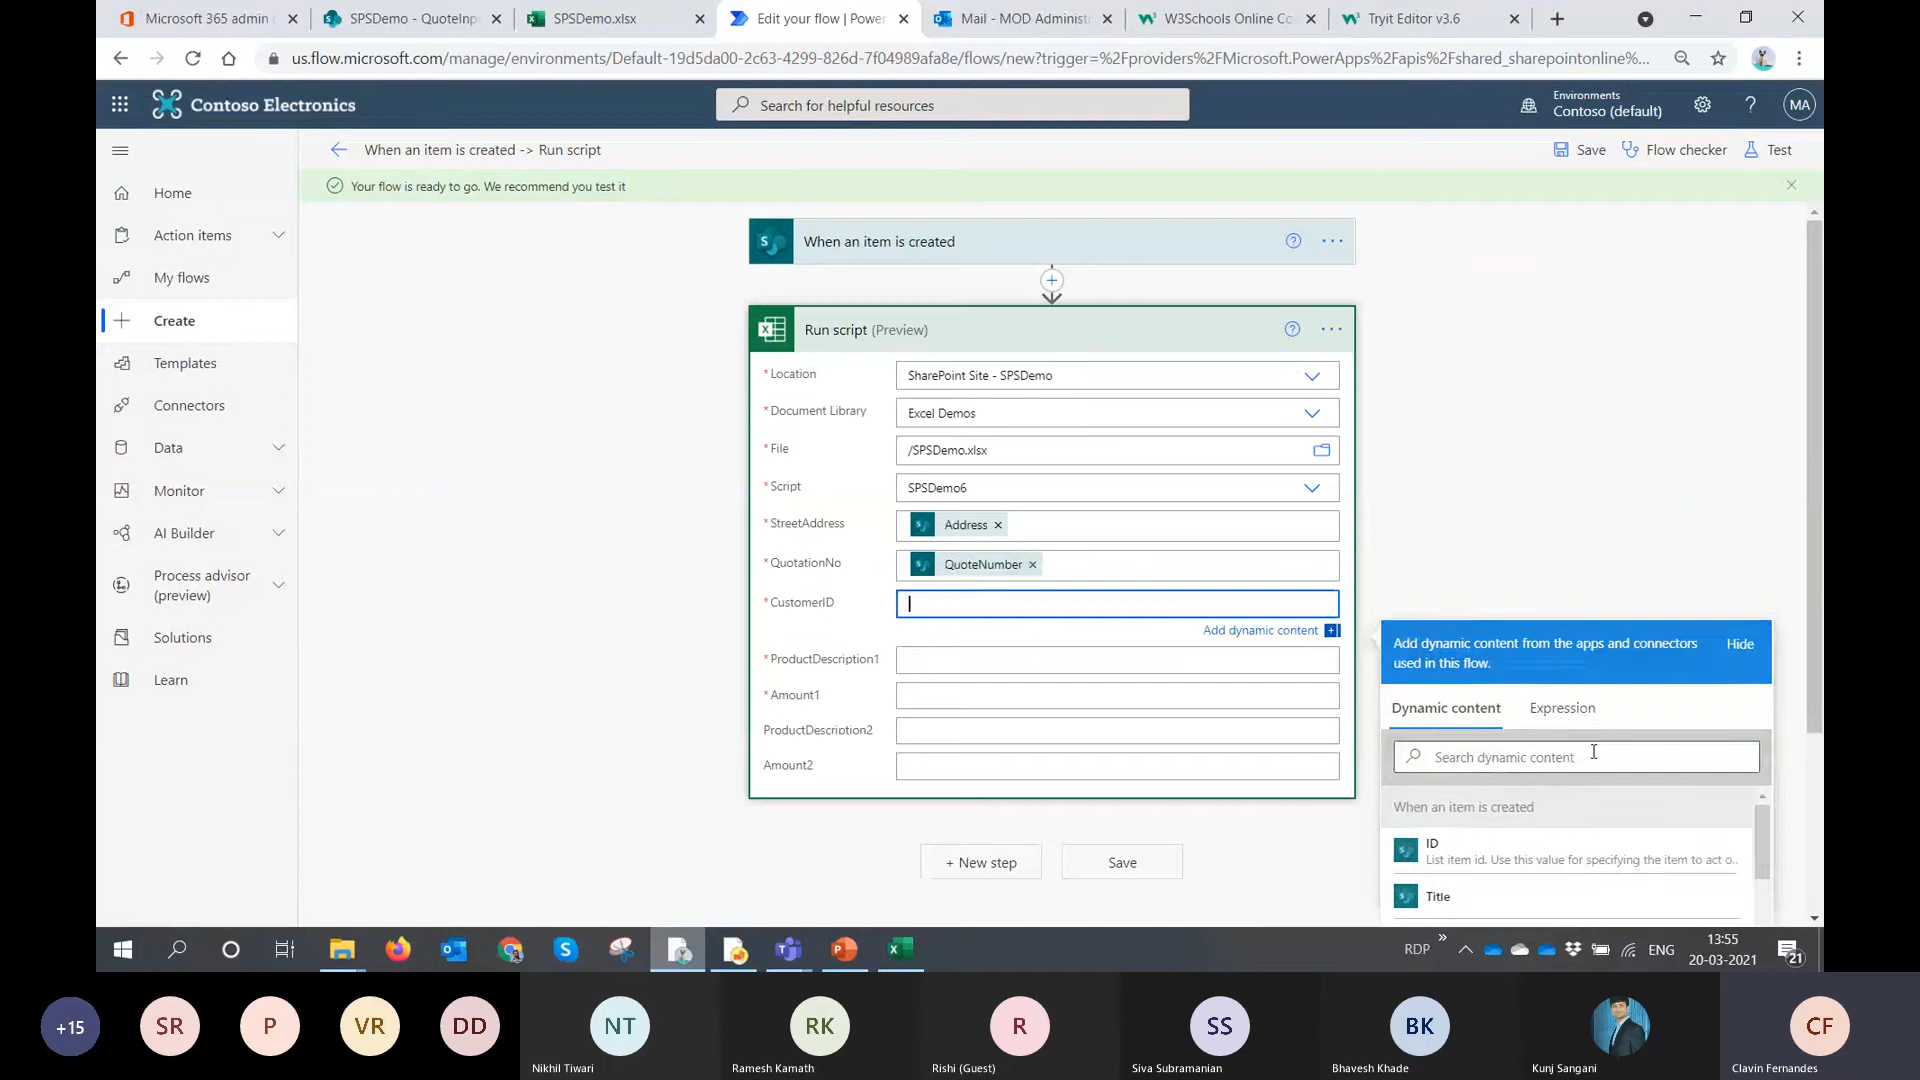 Microsoft 365 admin
SPSDemo - QuoteInp
SPSDemo.xlsx
Edit your flow | Power
Mail - MOD Administ
W3Schools Online Co
Tryit Editor v3.6
us.flow.microsoft.com/manage/environments/Default-19d5da00-2c63-4299-826d-7f04989afa8e/flows/new?trigger=%2Fproviders%2FMicrosoft.PowerApps%2Fapis%2Fshared_sharepointonline%...
Contoso Electronics
Search for helpful resources
Environments
Contoso (default)
?
MA
When an item is created -> Run script
Save
Flow checker
Test
Your flow is ready to go. We recommend you test it
Home
Action items
My flows
Create
Templates
Connectors
Data
Monitor
AI Builder
Process advisor
(preview)
Solutions
Learn
When an item is created
Run script (Preview)
* Location
SharePoint Site - SPSDemo
* Document Library
Excel Demos
* File
/SPSDemo.xlsx
* Script
SPSDemo6
* StreetAddress
Address
* QuotationNo
QuoteNumber
* CustomerID
Add dynamic content
* ProductDescription1
* Amount1
ProductDescription2
Amount2
+ New step
Save
Add dynamic content from the apps and connectors
used in this flow.
Hide
Dynamic content
Expression
Search dynamic content
When an item is created
ID
List item id. Use this value for specifying the item to act o...
Title
RDP
ENG
13:55
20-03-2021
21
+15
SR
P
VR
DD
NT
Nikhil Tiwari
RK
Ramesh Kamath
R
Rishi (Guest)
SS
Siva Subramanian
BK
Bhavesh Khade
Kunj Sangani
CF
Clavin Fernandes